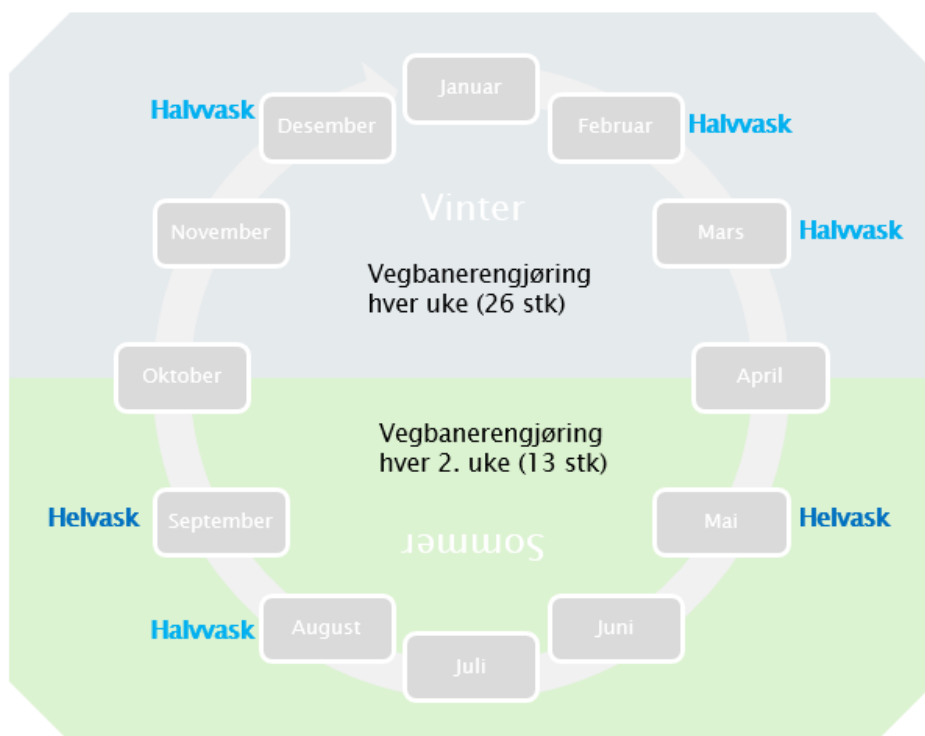 Januar
Halvvask
Desember
Februar
Halvvask
Vinter
November
Mars
Halvvask
Vegbanerengjøring
hver uke (26 stk)
Oktober
April
Vegbanerengjøring
hver 2. uke (13 stk)
Helvask
September
Mai
Helvask
Sommer
Halvvask
August
Juni
Juli